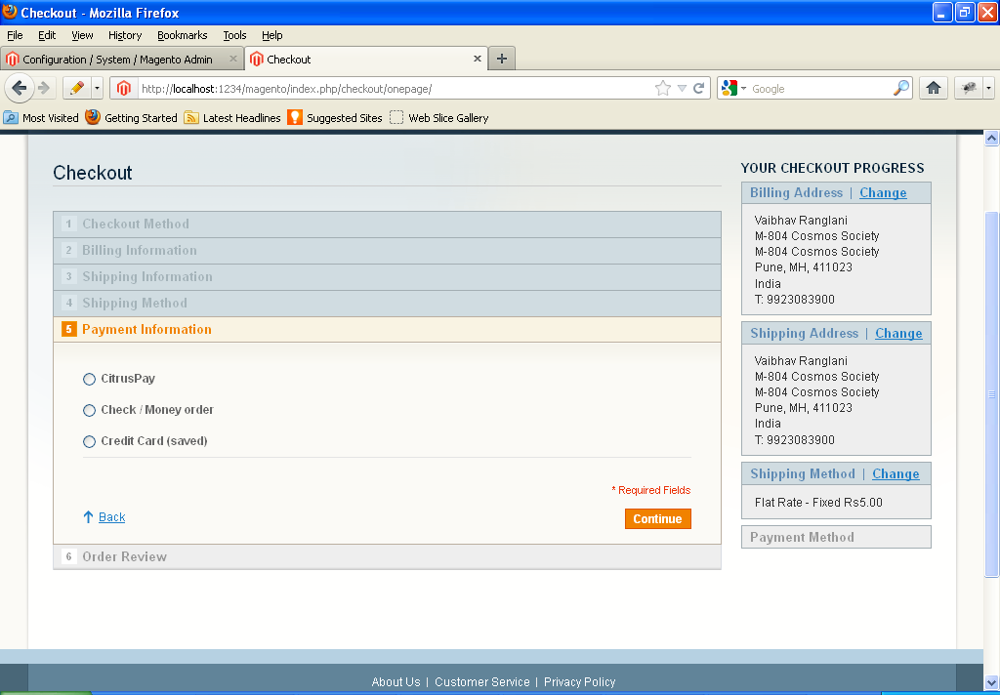 Checkout - Mozilla Firefox
File Edit View History Bookmarks Tools Help
Configuration / System / Magento Admin
Checkout
http://localhost:1234/magento/index.php/checkout/onepage/
Google
Most Visited Getting Started Latest Headlines Suggested Sites Web Slice Gallery
Checkout
1 Checkout Method
2 Billing Information
3 Shipping Information
4 Shipping Method
5 Payment Information
CitrusPay
Check / Money order
Credit Card (saved)
* Required Fields
Back
Continue
6 Order Review
YOUR CHECKOUT PROGRESS
Billing Address | Change
Vaibhav Ranglani
M-804 Cosmos Society
M-804 Cosmos Society
Pune, MH, 411023
India
T: 9923083900
Shipping Address | Change
Vaibhav Ranglani
M-804 Cosmos Society
M-804 Cosmos Society
Pune, MH, 411023
India
T: 9923083900
Shipping Method | Change
Flat Rate - Fixed Rs5.00
Payment Method
About Us | Customer Service | Privacy Policy